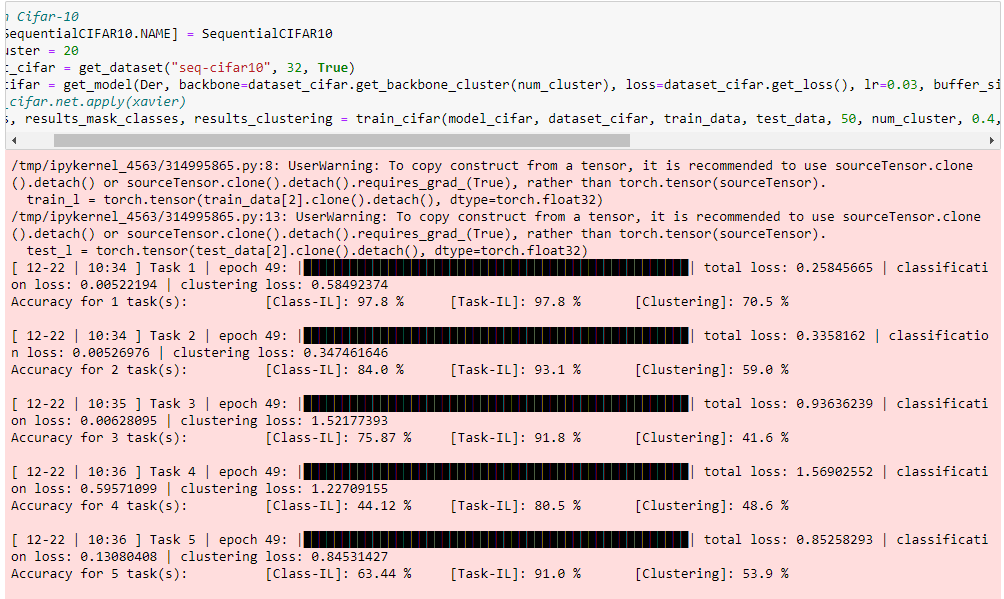 Cifar-10
SequentialCIFAR10.NAME] = SequentialCIFAR10
uster = 20
t_cifar = get_dataset("seq-cifar10", 32, True)
cifar = get_model(Der, backbone=dataset_cifar.get_backbone_cluster(num_cluster), loss=dataset_cifar.get_loss(), lr=0.03, buffer_si
_cifar.net.apply(xavier)
s, results_mask_classes, results_clustering = train_cifar(model_cifar, dataset_cifar, train_data, test_data, 50, num_cluster, 0.4,
/tmp/ipykernel_4563/314995865.py:8: UserWarning: To copy construct from a tensor, it is recommended to use sourceTensor.clone
().detach() or sourceTensor.clone().detach().requires_grad_(True), rather than torch.tensor(sourceTensor).
train_l = torch.tensor(train_data[2].clone().detach(), dtype=torch.float32)
/tmp/ipykernel_4563/314995865.py:13: UserWarning: To copy construct from a tensor, it is recommended to use sourceTensor.clone
().detach() or sourceTensor.clone().detach().requires_grad_(True), rather than torch.tensor(sourceTensor).
test_l = torch.tensor(test_data[2].clone().detach(), dtype=torch.float32)
[ 12-22 | 10:34 ] Task 1 | epoch 49: | | total loss: 0.25845665 | classificati
on loss: 0.00522194 | clustering loss: 0.58492374
Accuracy for 1 task(s): [Class-IL]: 97.8 % [Task-IL]: 97.8 % [Clustering]: 70.5 %
[ 12-22 | 10:34 ] Task 2 | epoch 49: | | total loss: 0.3358162 | classificatio
n loss: 0.00526976 | clustering loss: 0.347461646
Accuracy for 2 task(s): [Class-IL]: 84.0 % [Task-IL]: 93.1 % [Clustering]: 59.0 %
[ 12-22 | 10:35 ] Task 3 | epoch 49: | | total loss: 0.93636239 | classificati
on loss: 0.00628095 | clustering loss: 1.52177393
Accuracy for 3 task(s): [Class-IL]: 75.87 % [Task-IL]: 91.8 % [Clustering]: 41.6 %
[ 12-22 | 10:36 ] Task 4 | epoch 49: | | total loss: 1.56902552 | classificati
on loss: 0.59571099 | clustering loss: 1.22709155
Accuracy for 4 task(s): [Class-IL]: 44.12 % [Task-IL]: 80.5 % [Clustering]: 48.6 %
[ 12-22 | 10:36 ] Task 5 | epoch 49: | | total loss: 0.85258293 | classificati
on loss: 0.13080408 | clustering loss: 0.84531427
Accuracy for 5 task(s): [Class-IL]: 63.44 % [Task-IL]: 91.0 % [Clustering]: 53.9 %